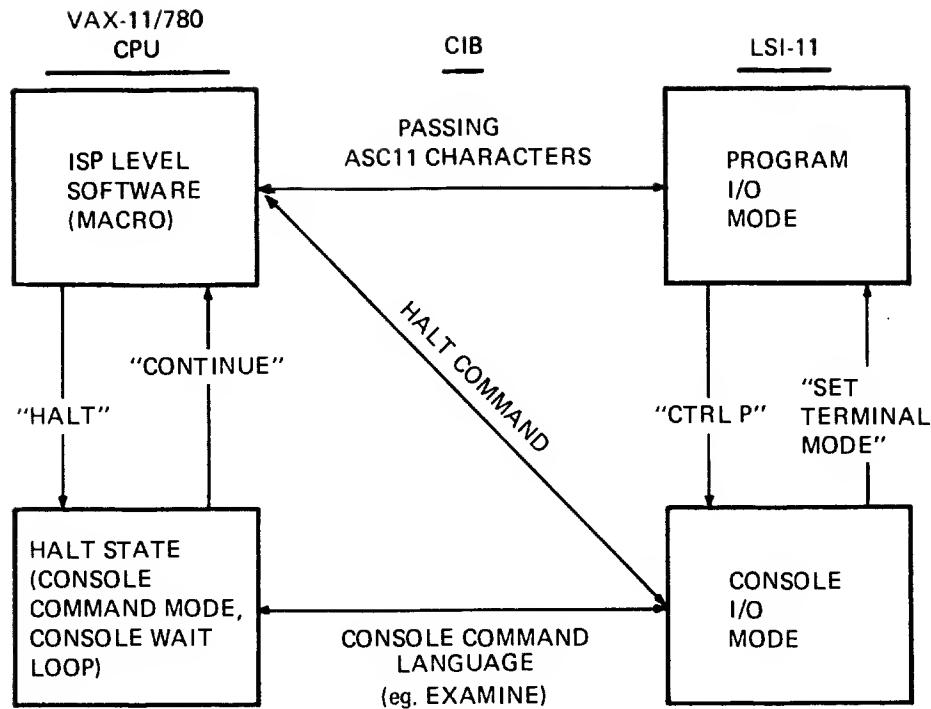 VAX-11/780
CPU
CIB
LSI-11
ISP LEVEL
SOFTWARE
(MACRO)
PASSING
ASC11 CHARACTERS
PROGRAM
I/O
MODE
HALT COMMAND
"HALT"
"CONTINUE"
"CTRL P"
"SET
TERMINAL
MODE"
HALT STATE
(CONSOLE
COMMAND MODE,
CONSOLE WAIT
LOOP)
CONSOLE COMMAND
LANGUAGE
(eg. EXAMINE)
CONSOLE
I/O
MODE